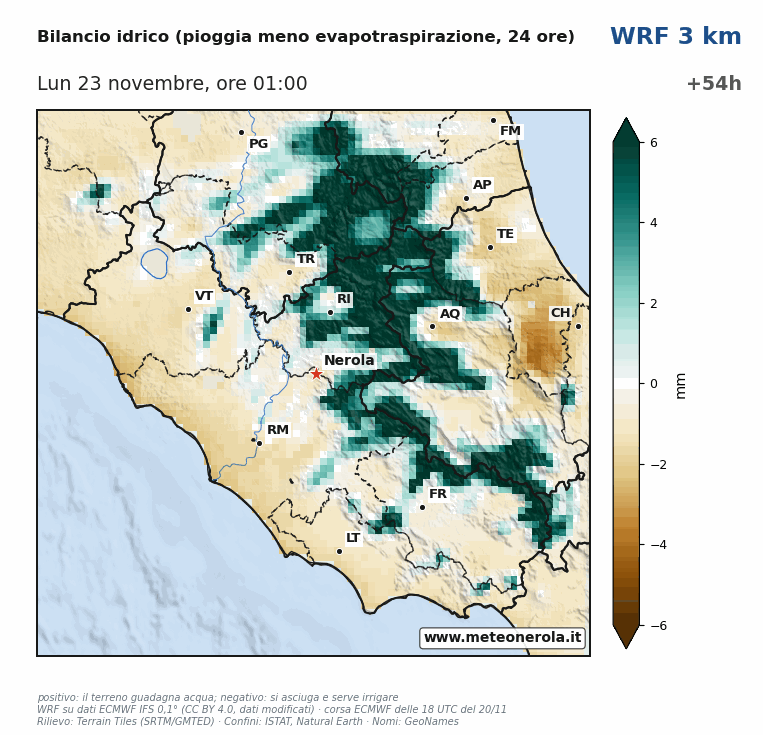 Bilancio idrico (pioggia meno evapotraspirazione, 24 ore)
WRF 3 km
Lun 23 novembre, ore 01:00
+54h
PG
FM
AP
TE
TR
VT
RI
AQ
CH
Nerola
RM
FR
LT
6
4
2
0
−2
−4
−6
mm
www.meteonerola.it
positivo: il terreno guadagna acqua; negativo: si asciuga e serve irrigare
WRF su dati ECMWF IFS 0,1° (CC BY 4.0, dati modificati) · corsa ECMWF delle 18 UTC del 20/11
Rilievo: Terrain Tiles (SRTM/GMTED) · Confini: ISTAT, Natural Earth · Nomi: GeoNames